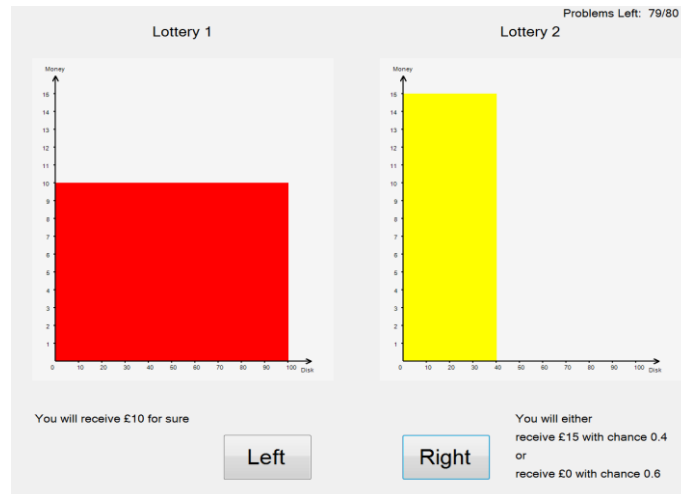 Problems Left: 79/80
Lottery 1
Lottery 2
Money
15
14
13
12
11
10
9
8
7
6
5
4
3
2
1
0 10 20 30 40 50 60 70 80 90 100 Disk
Money
15
14
13
12
11
10
9
8
7
6
5
4
3
2
1
0 10 20 30 40 50 60 70 80 90 100 Disk
You will receive £10 for sure
Left
Right
You will either
receive £15 with chance 0.4
or
receive £0 with chance 0.6